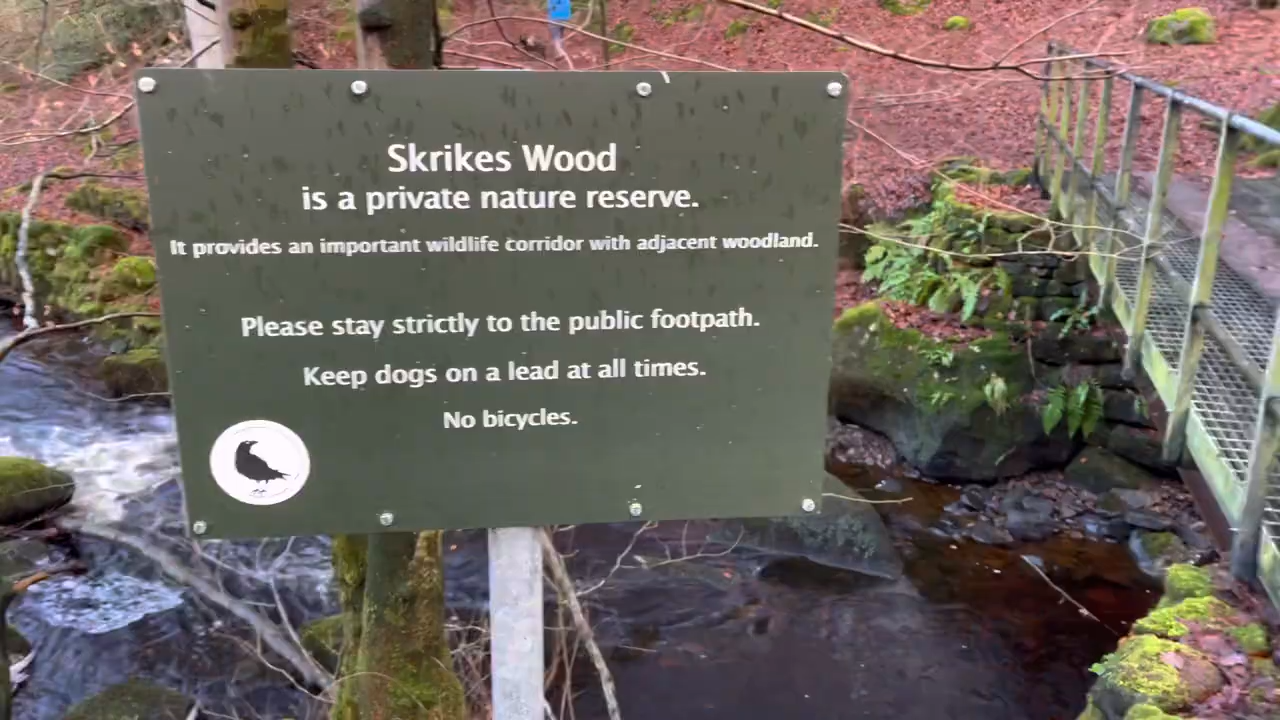 Skrikes Wood
is a private nature reserve.
It provides an important wildlife corridor with adjacent woodland.
Please stay strictly to the public footpath.
Keep dogs on a lead at all times.
No bicycles.